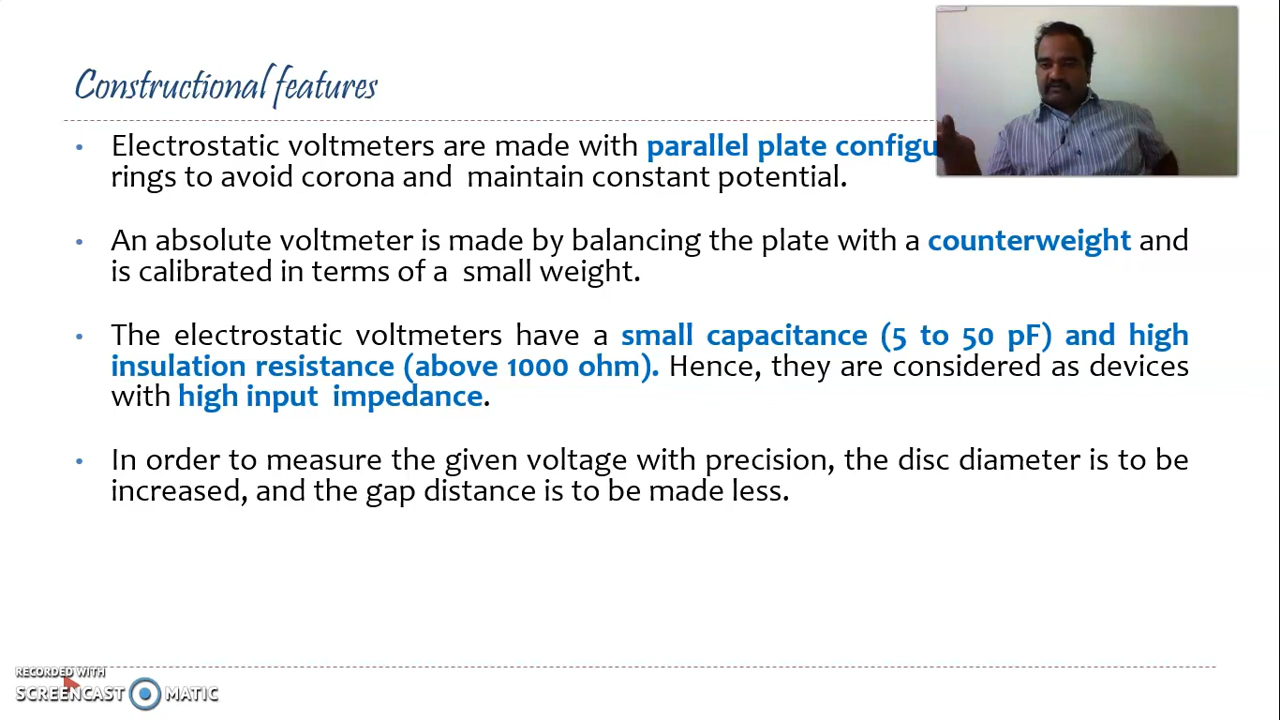 Constructional features
• Electrostatic voltmeters are made with parallel plate
rings to avoid corona and maintain constant potential.
• An absolute voltmeter is made by balancing the plate with a counterweight and
is calibrated in terms of a small weight.
• The electrostatic voltmeters have a small capacitance (5 to 50 pF) and high
insulation resistance (above 1000 ohm). Hence, they are considered as devices
with high input impedance.
• In order to measure the given voltage with precision, the disc diameter is to be
increased, and the gap distance is to be made less.
RECORDED WITH
SCREENCAST MATIC